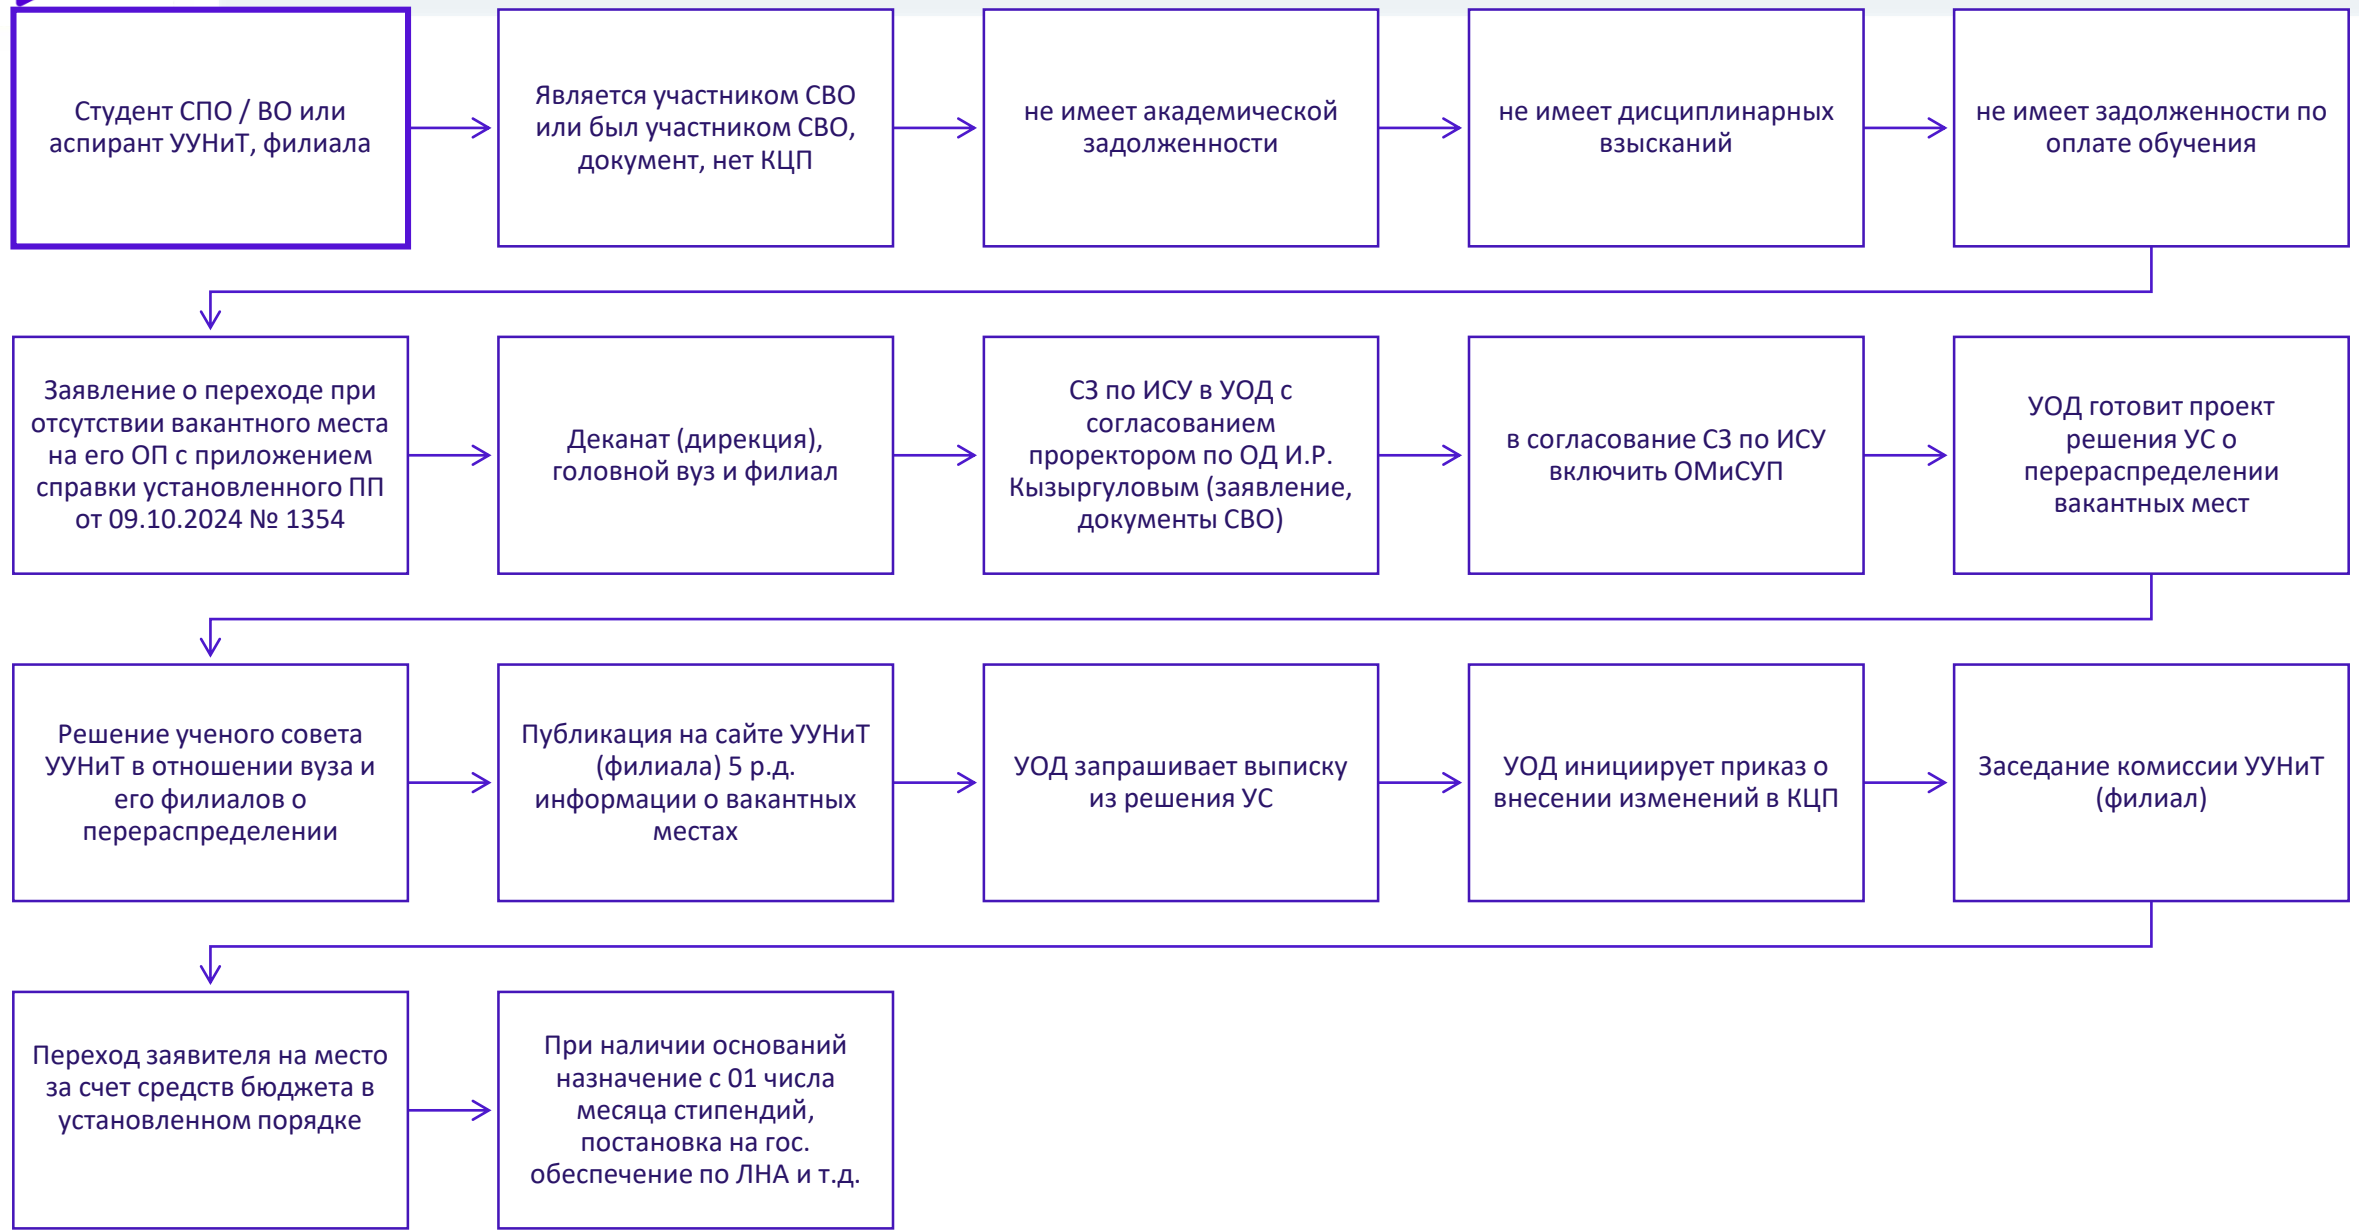 Студент СПО / ВО или
аспирант УУНиТ, филиала
Является участником СВО
или был участником СВО,
документ, нет КЦП
не имеет академической
задолженности
не имеет дисциплинарных
взысканий
не имеет задолженности по
оплате обучения
Заявление о переходе при
отсутствии вакантного места
на его ОП с приложением
справки установленного ПП
от 09.10.2024 № 1354
Деканат (дирекция),
головной вуз и филиал
СЗ по ИСУ в УОД с
согласованием
проректором по ОД И.Р.
Кызыргуловым (заявление,
документы СВО)
в согласование СЗ по ИСУ
включить ОМиСУП
УОД готовит проект
решения УС о
перераспределении
вакантных мест
Решение ученого совета
УУНиТ в отношении вуза и
его филиалов о
перераспределении
Публикация на сайте УУНиТ
(филиала) 5 р.д.
информации о вакантных
местах
УОД запрашивает выписку
из решения УС
УОД инициирует приказ о
внесении изменений в КЦП
Заседание комиссии УУНиТ
(филиал)
Переход заявителя на место
за счет средств бюджета в
установленном порядке
При наличии оснований
назначение с 01 числа
месяца стипендий,
постановка на гос.
обеспечение по ЛНА и т.д.